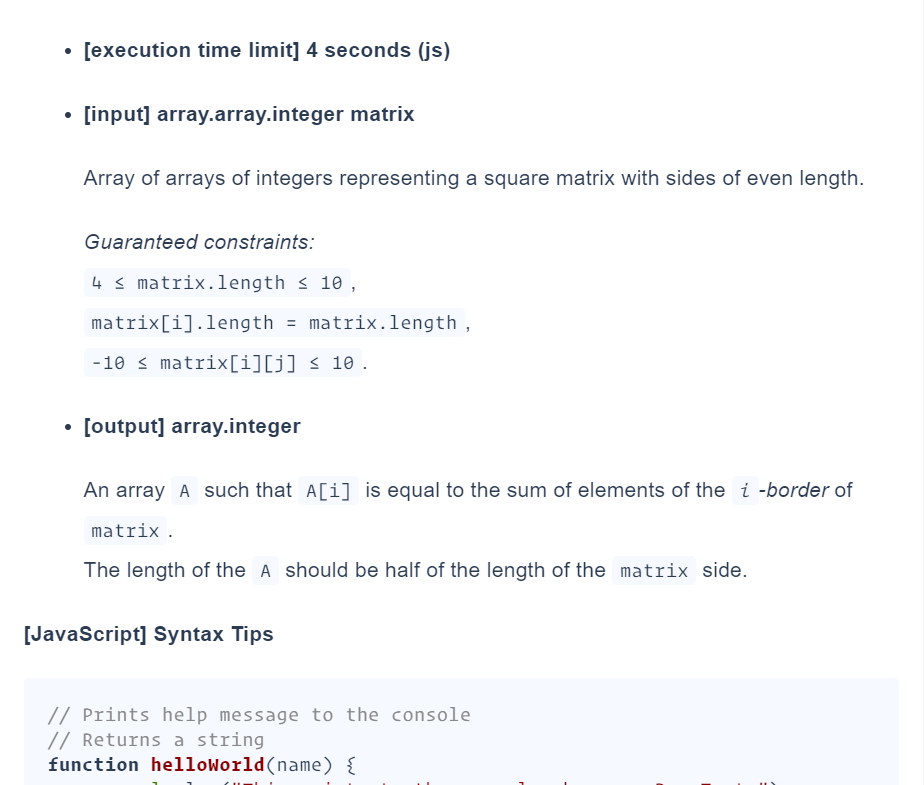 • [execution time limit] 4 seconds (js)
• [input] array.array.integer matrix
Array of arrays of integers representing a square matrix with sides of even length.
Guaranteed constraints:
4 ≤ matrix.length ≤ 10 ,
matrix[i].length = matrix.length ,
-10 ≤ matrix[i][j] ≤ 10 .
• [output] array.integer
An array A such that A[i] is equal to the sum of elements of the i -border of
matrix .
The length of the A should be half of the length of the matrix side.
[JavaScript] Syntax Tips
// Prints help message to the console
// Returns a string
function helloWorld(name) {